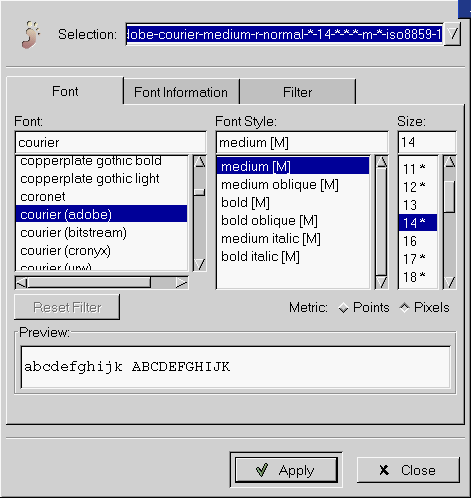 Selection: dobe-courier-medium-r-normal-*-14-*-*-*-m-*-iso8859-1
Font Font Information Filter
Font: Font Style: Size:
courier medium [M] 14
copperplate gothic bold medium [M] 11 *
copperplate gothic light medium oblique [M] 12 *
coronet bold [M] 13
courier (adobe) bold oblique [M] 14 *
courier (bitstream) medium italic [M] 16
courier (cronyx) bold italic [M] 17 *
courier (urw) 18 *
Reset Filter Metric: Points Pixels
Preview:
abcdefghijk ABCDEFGHIJK
Apply Close